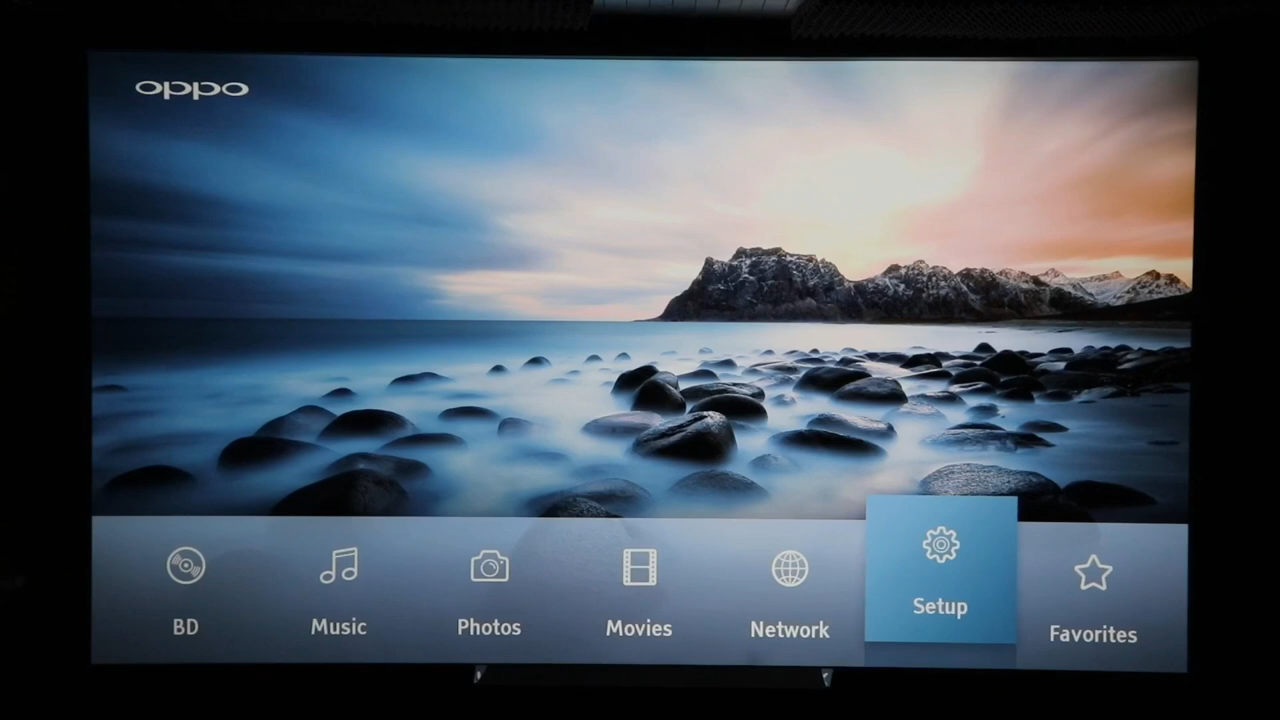 oppo
BD
Music
Photos
Movies
Network
Setup
Favorites